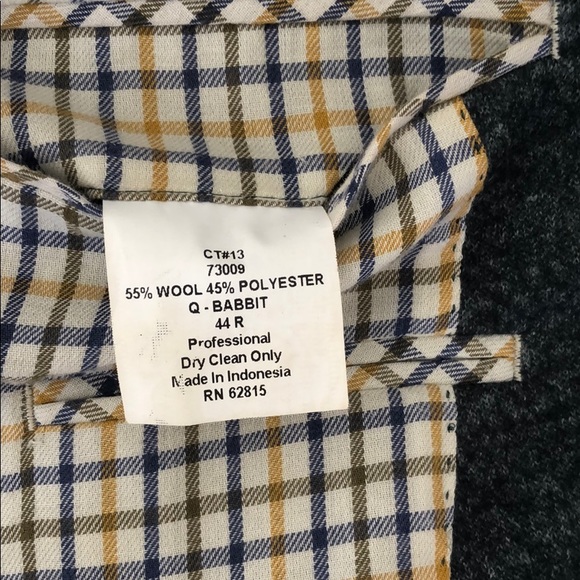 CT#13
73009
55% WOOL 45% POLYESTER
Q - BABBIT
44 R
Professional
Dry Clean Only
Made In Indonesia
RN 62815